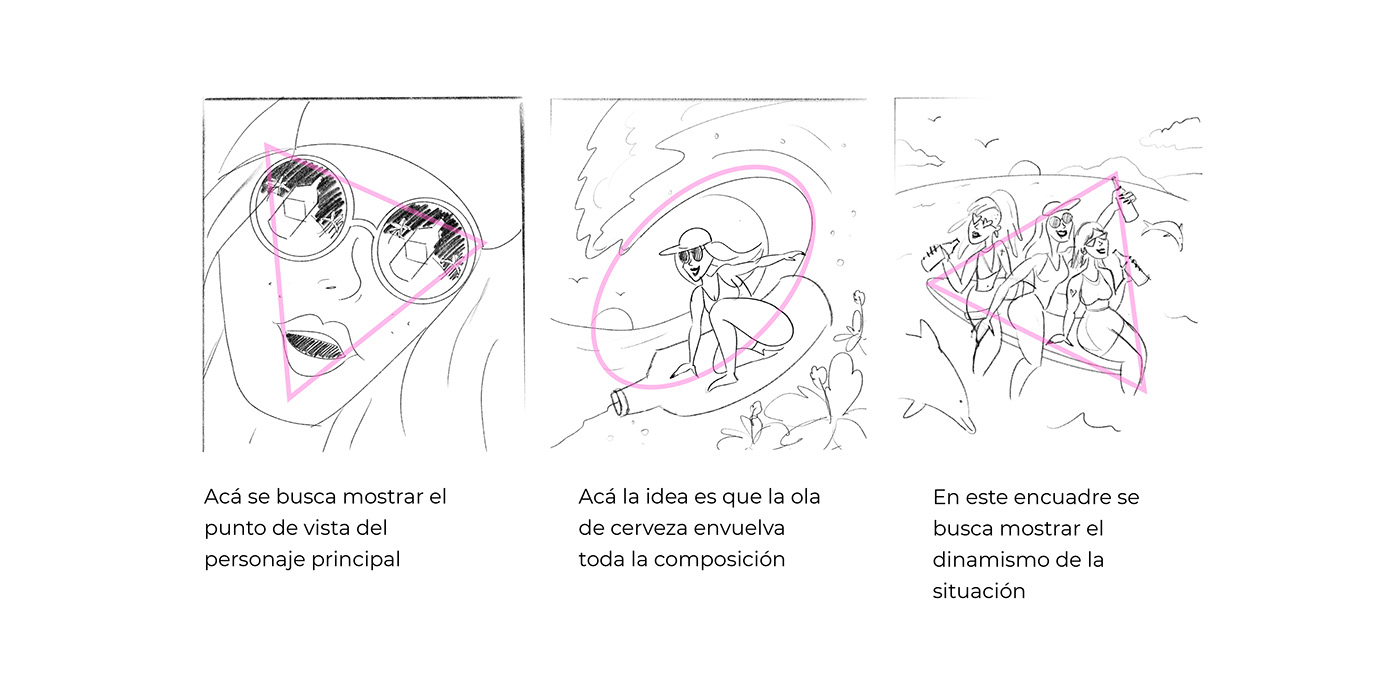 Acá se busca mostrar el
punto de vista del
personaje principal
Acá la idea es que la ola
de cerveza envuelva
toda la composición
En este encuadre se
busca mostrar el
dinamismo de la
situación